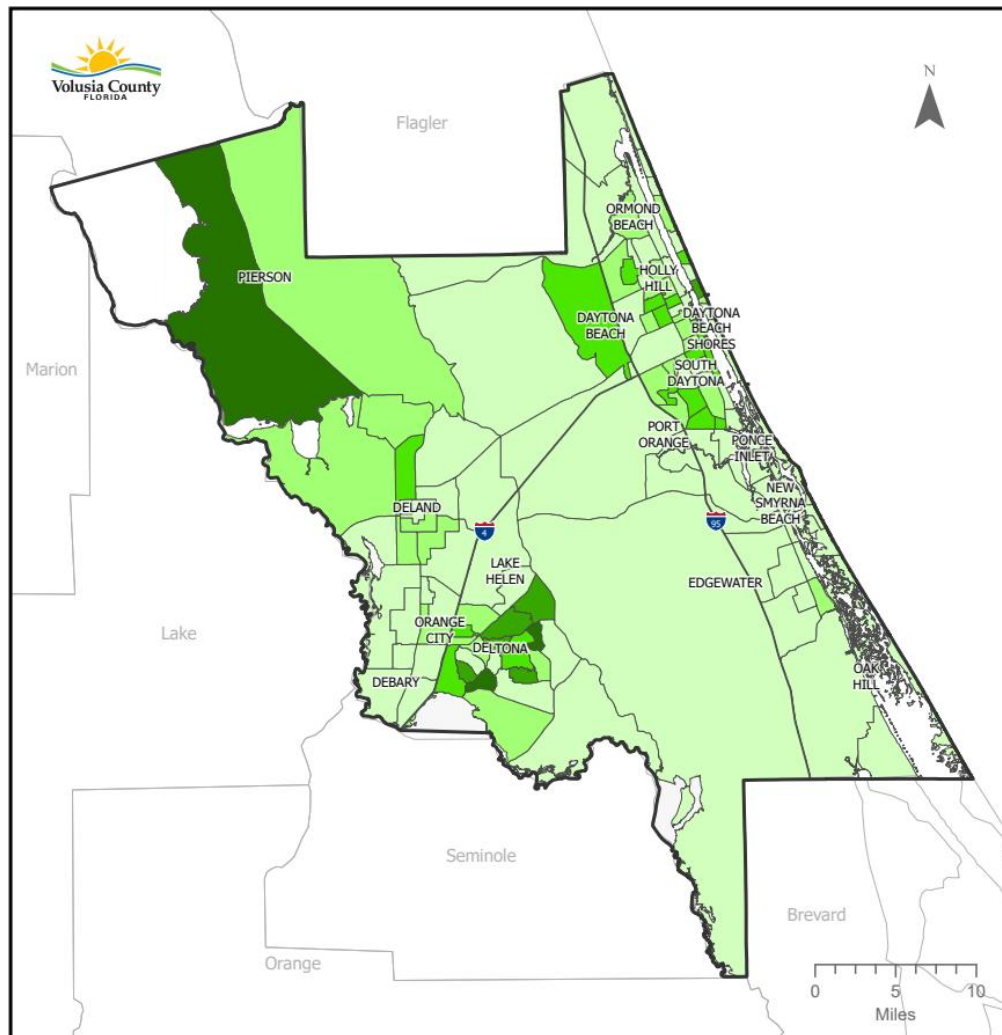 Volusia County
FLORIDA
N
Flagler
ORMOND
BEACH
HOLLY
HILL
PIERSON
DAYTONA
BEACH
DAYTONA
BEACH
SHORES
SOUTH
DAYTONA
Marion
PORT
ORANGE
PONCE
INLET
NEW
SMYRNA
BEACH
DELAND
4
95
LAKE
HELEN
EDGEWATER
Lake
ORANGE
CITY
DELTONA
DEBARY
OAK
HILL
Seminole
Brevard
Orange
0 5 10
Miles